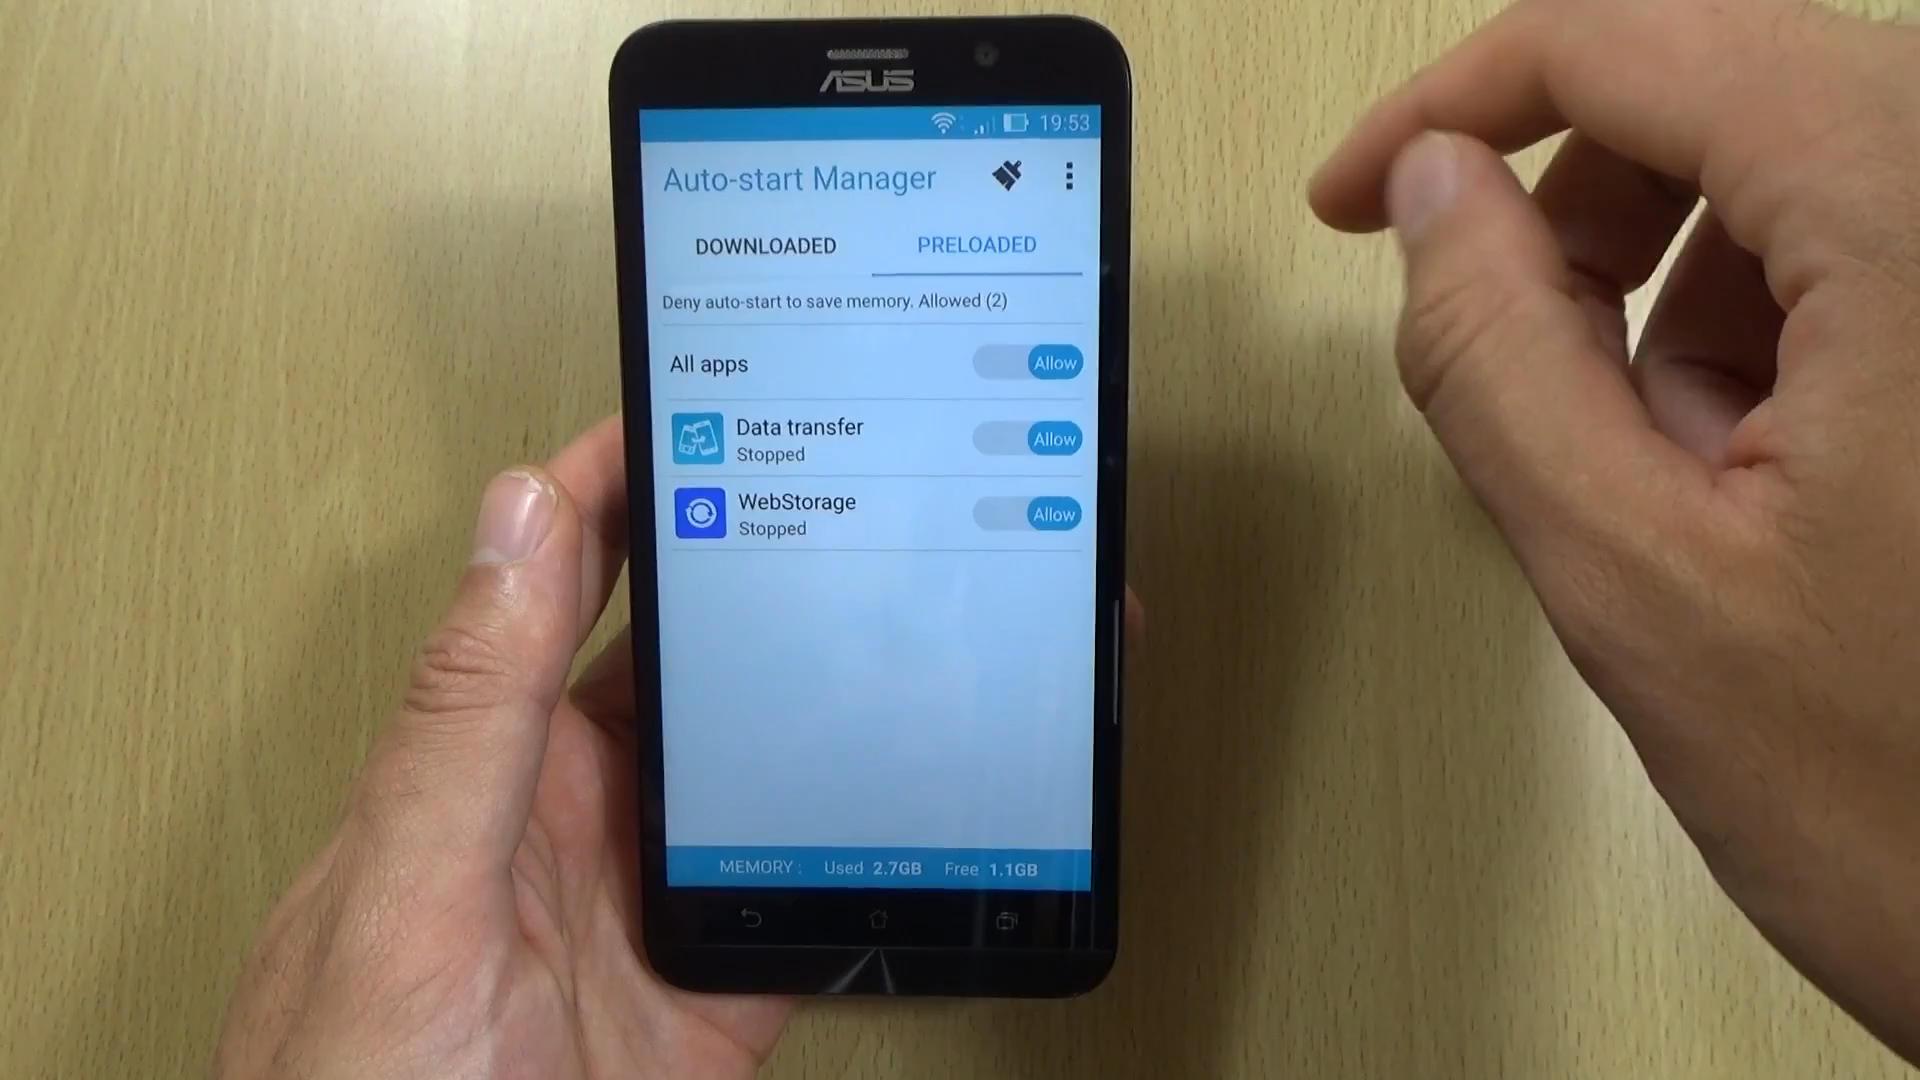 ASUS
19:53
Auto-start Manager
DOWNLOADED PRELOADED
Deny auto-start to save memory. Allowed (2)
All apps Allow
Data transfer Allow
Stopped
WebStorage Allow
Stopped
MEMORY : Used 2.7GB Free 1.1GB